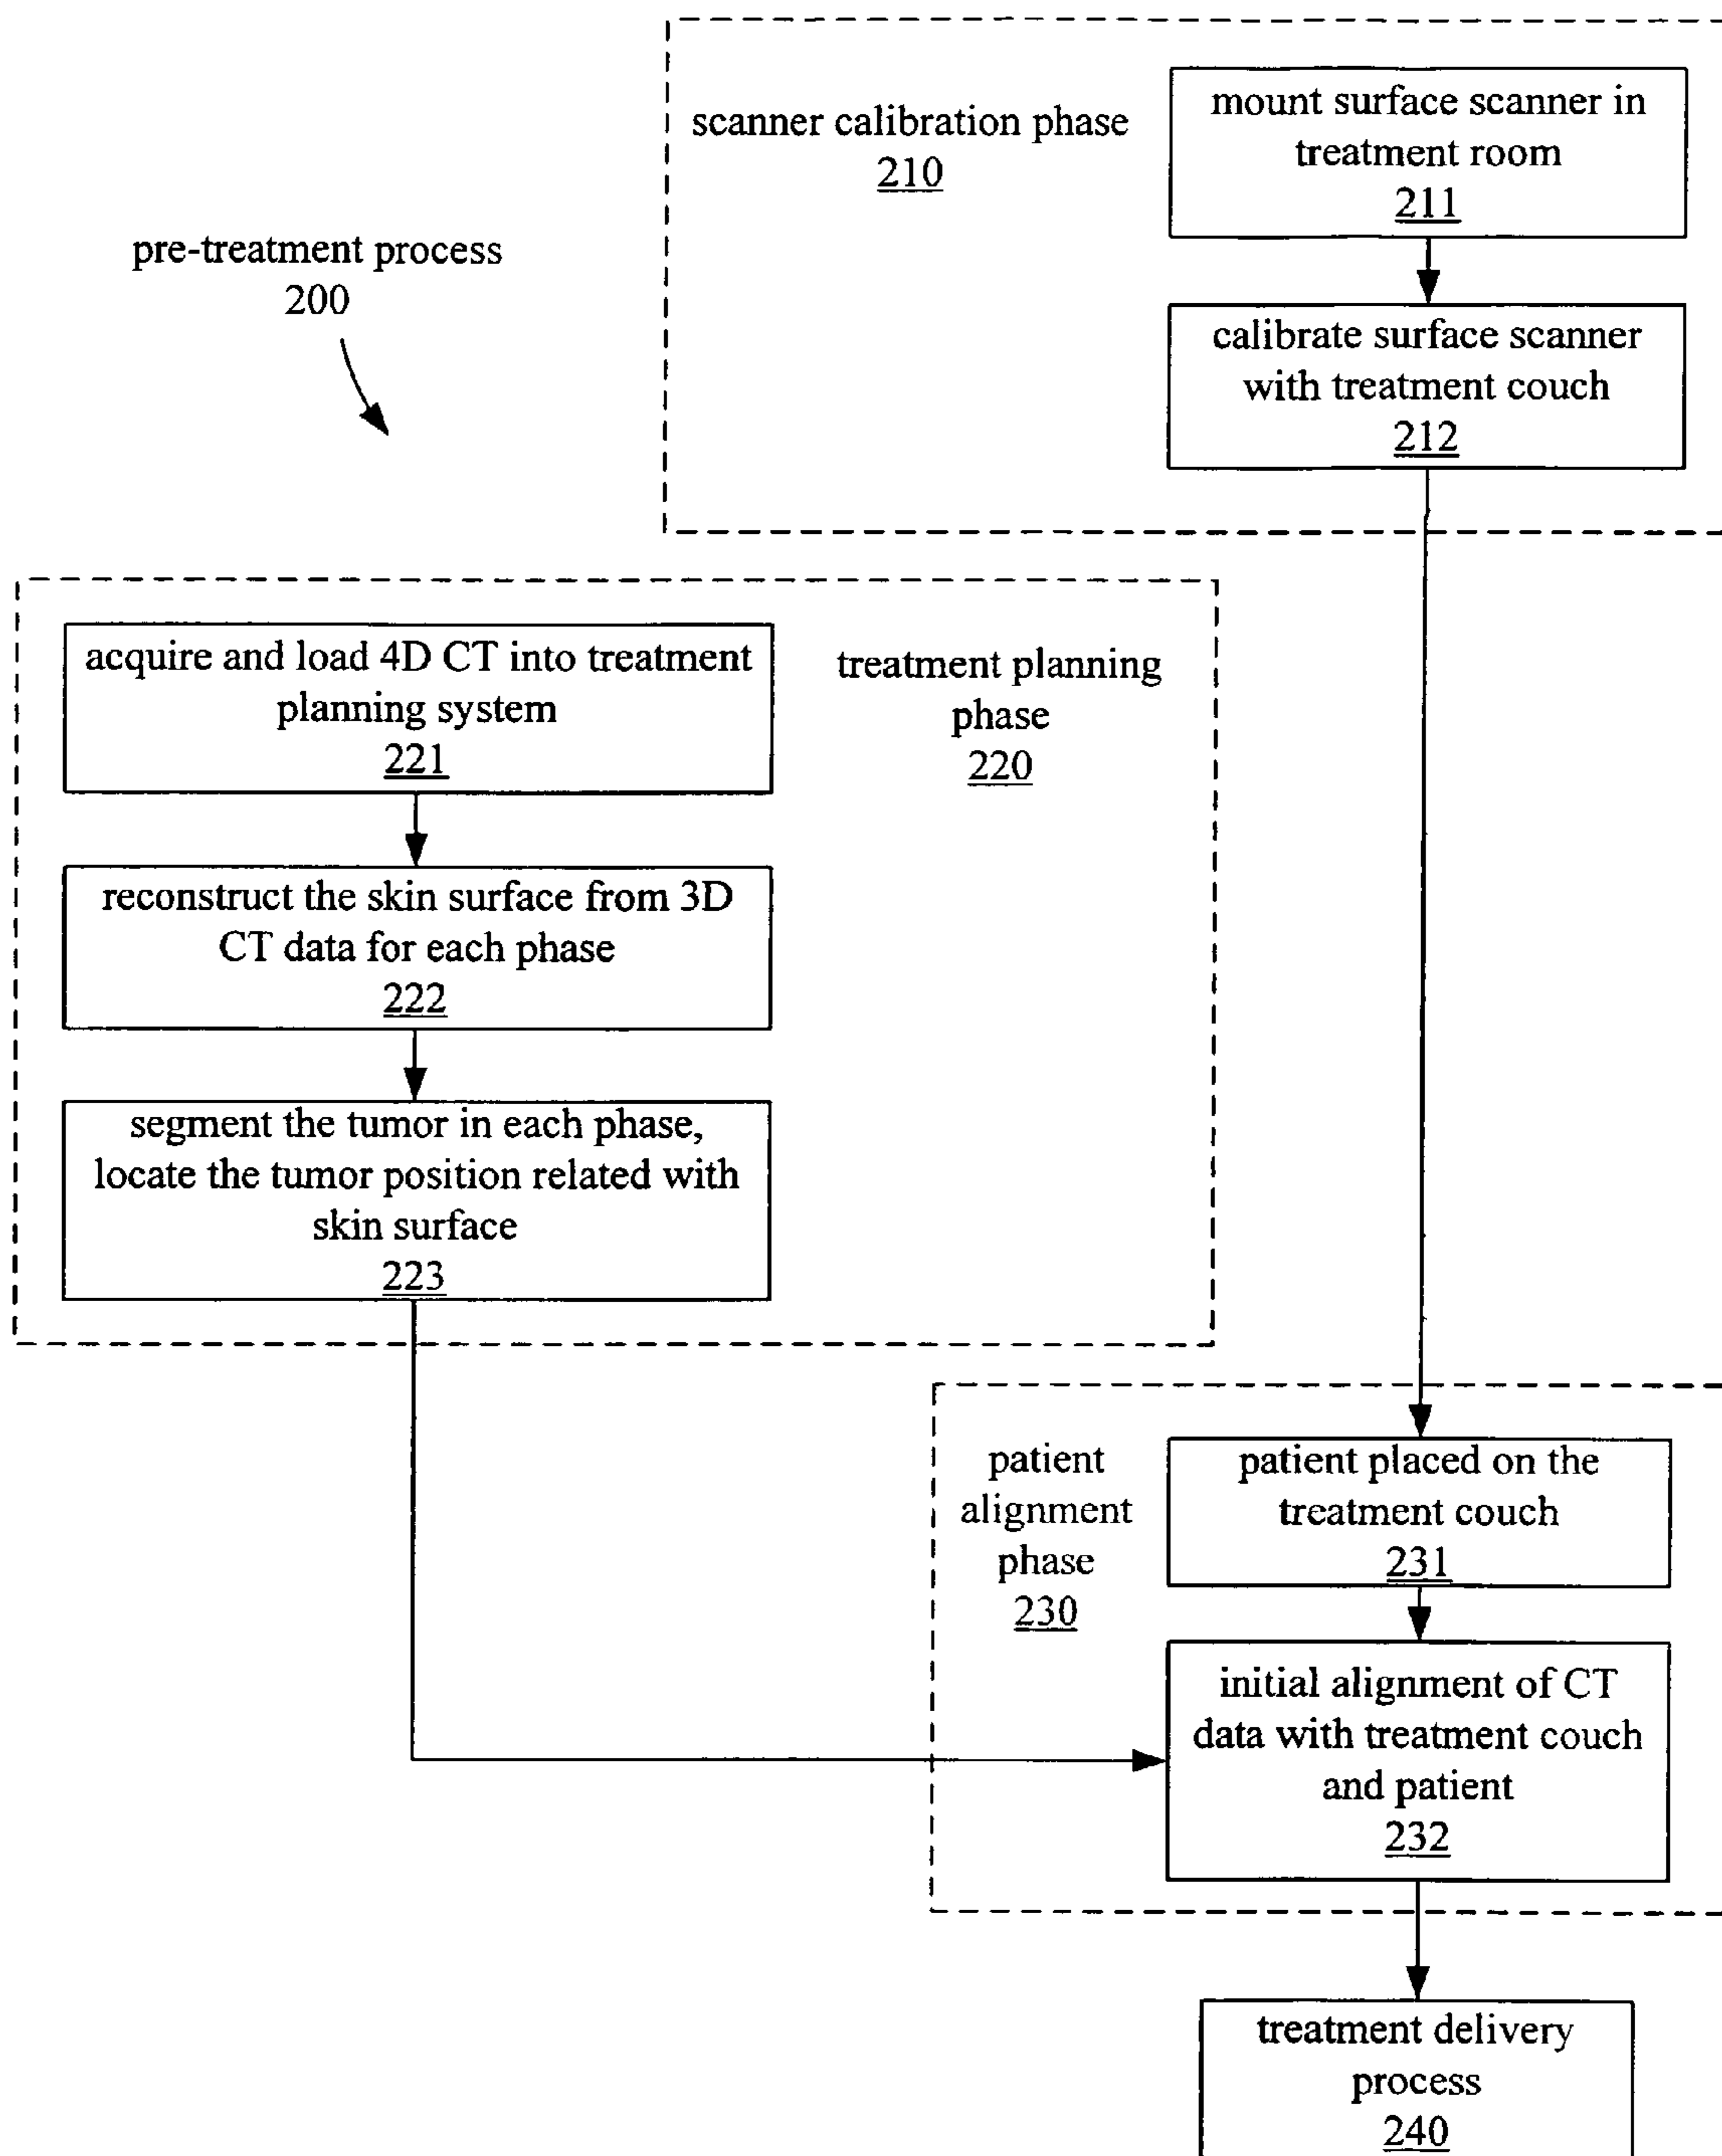 scanner calibration phase
210
mount surface scanner in
treatment room
211
calibrate surface scanner
with treatment couch
212
pre-treatment process
200
acquire and load 4D CT into treatment
planning system
221
treatment planning
phase
220
reconstruct the skin surface from 3D
CT data for each phase
222
segment the tumor in each phase,
locate the tumor position related with
skin surface
223
patient
alignment
phase
230
patient placed on the
treatment couch
231
initial alignment of CT
data with treatment couch
and patient
232
treatment delivery
process
240